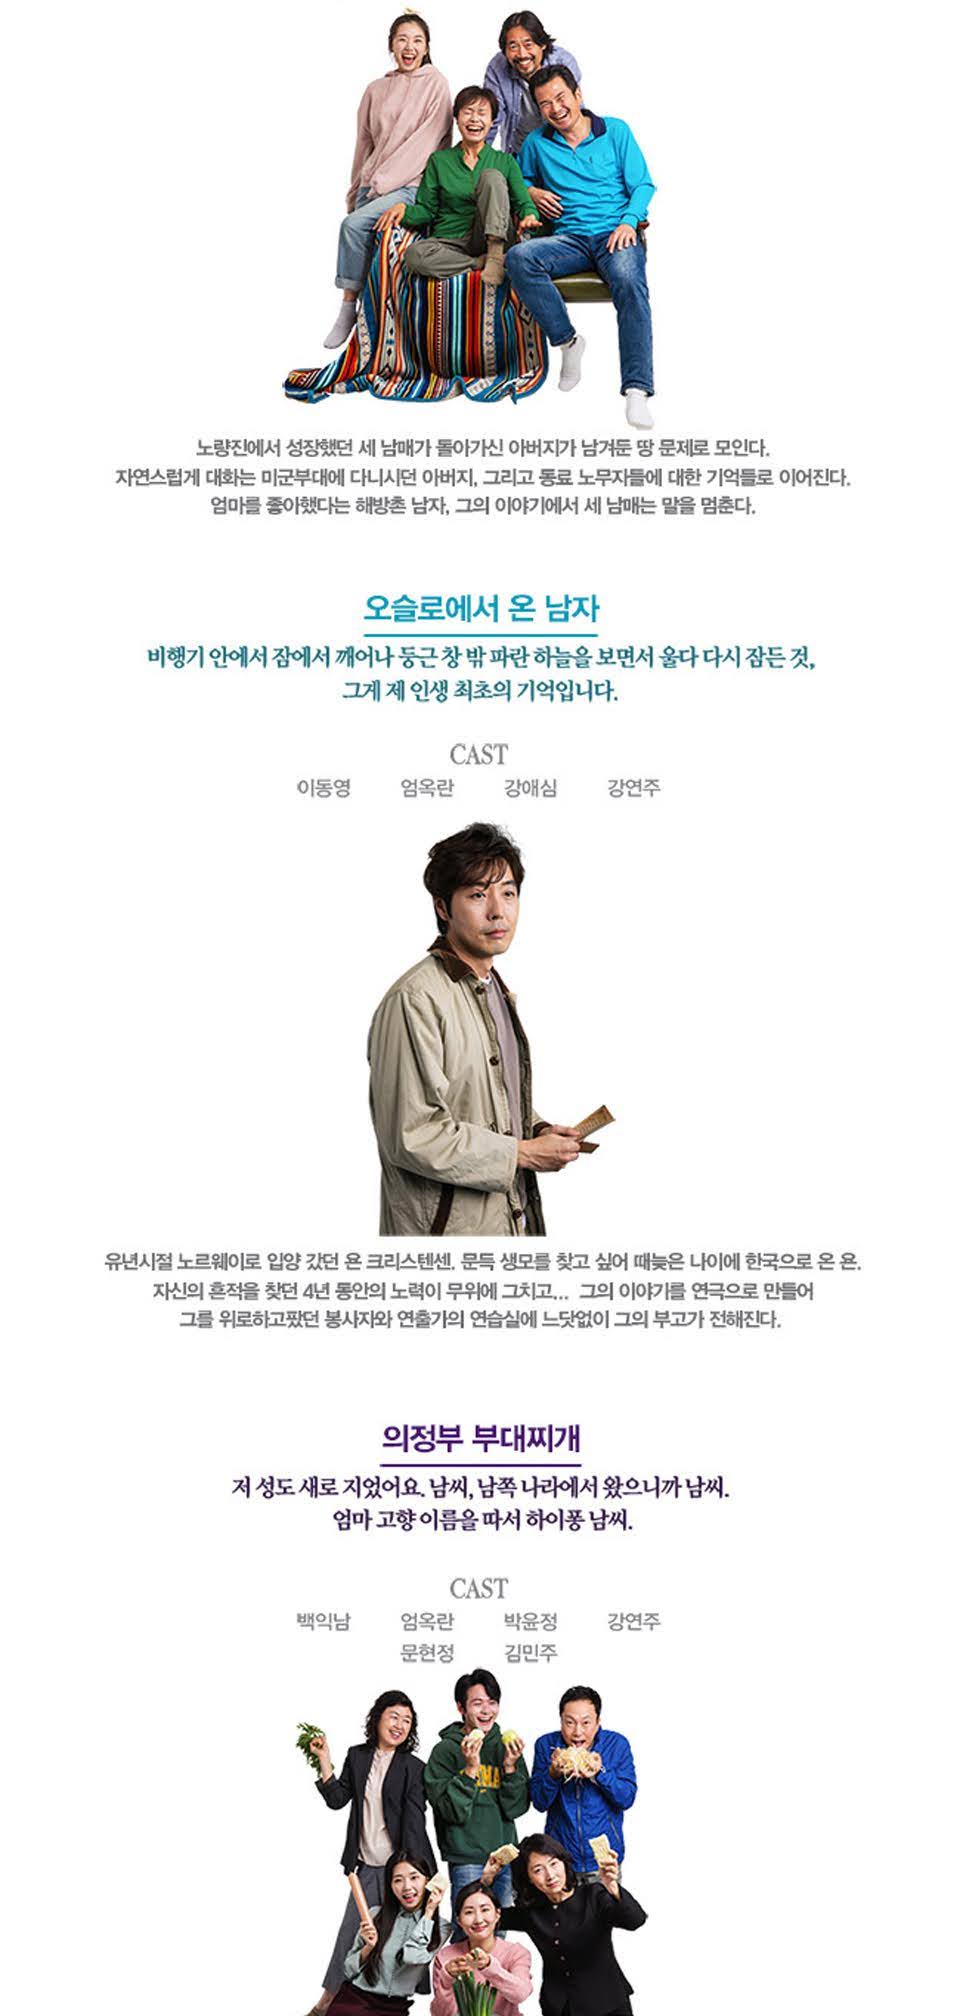 노량진에서 성장했던 세 남매가 돌아가신 아버지가 남겨둔 땅 문제로 모인다.
자연스럽게 대화는 미군부대에 다니시던 아버지, 그리고 동료 노무자들에 대한 기억들로 이어진다.
엄마를 좋아했다는 해방촌 남자, 그의 이야기에서 세 남매는 말을 멈춘다.
오슬로에서 온 남자
비행기 안에서 잠에서 깨어나 둥근 창 밖 파란 하늘을 보면서 울다 다시 잠든 것,
그게 제 인생 최초의 기억입니다.
CAST
이동영 엄옥란 강애심 강연주
유년시절 노르웨이로 입양 갔던 욘 크리스텐센. 문득 생모를 찾고 싶어 때늦은 나이에 한국으로 온 욘.
자신의 흔적을 찾던 4년 동안의 노력이 무위에 그치고... 그의 이야기를 연극으로 만들어
그를 위로하고팠던 봉사자와 연출가의 연습실에 느닷없이 그의 부고가 전해진다.
의정부 부대찌개
저 성도 새로 지었어요. 남씨, 남쪽 나라에서 왔으니까 남씨.
엄마 고향 이름을 따서 하이퐁 남씨.
CAST
백익남 엄옥란 박윤정 강연주
문현정 김민주